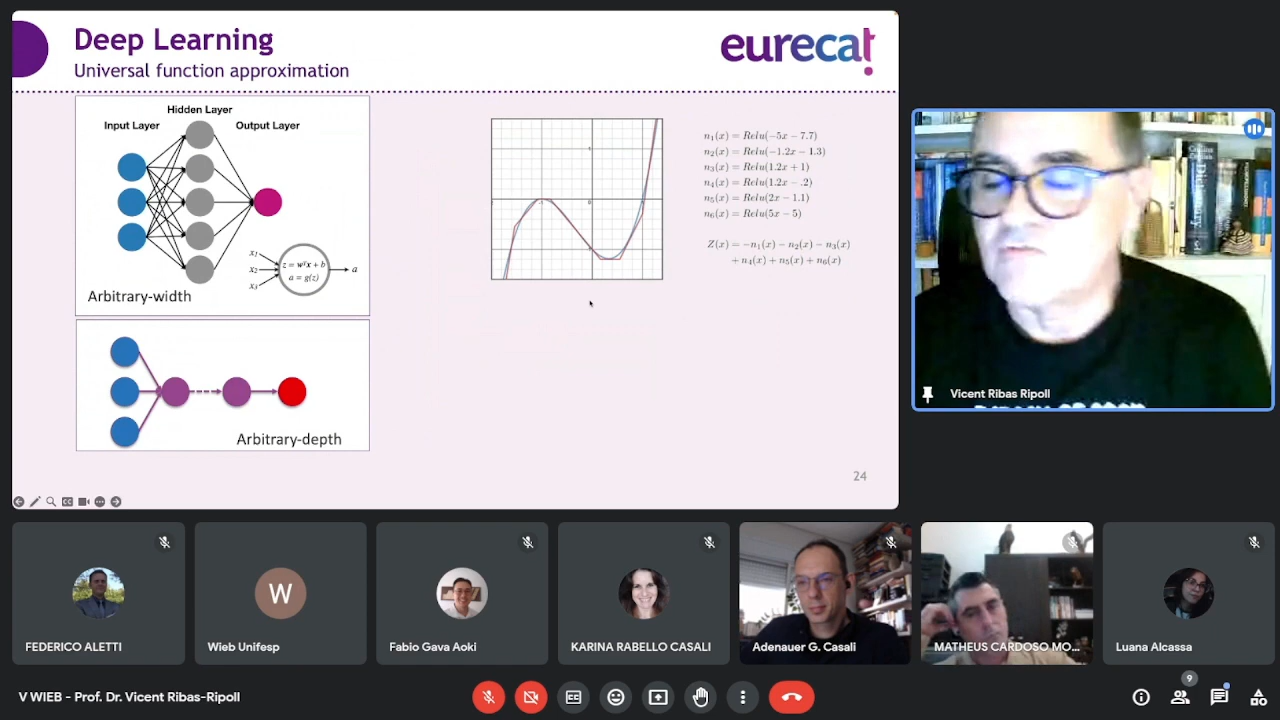 Deep Learning
Universal function approximation
eurecat
Hidden Layer
Input Layer
Output Layer
x₁
x₂
x₃
z = wᵀx + b
a = g(z)
a
Arbitrary-width
Arbitrary-depth
n₁(x) = Relu(−5x − 7.7)
n₂(x) = Relu(−1.2x − 1.3)
n₃(x) = Relu(1.2x + 1)
n₄(x) = Relu(1.2x − .2)
n₅(x) = Relu(2x − 1.1)
n₆(x) = Relu(5x − 5)
Z(x) = −n₁(x) − n₂(x) − n₃(x)
+ n₄(x) + n₅(x) + n₆(x)
24
Vicent Ribas Ripoll
FEDERICO ALETTI
W
Wieb Unifesp
Fabio Gava Aoki
KARINA RABELLO CASALI
Adenauer G. Casali
MATHEUS CARDOSO MO...
Luana Alcassa
V WIEB - Prof. Dr. Vicent Ribas-Ripoll
9